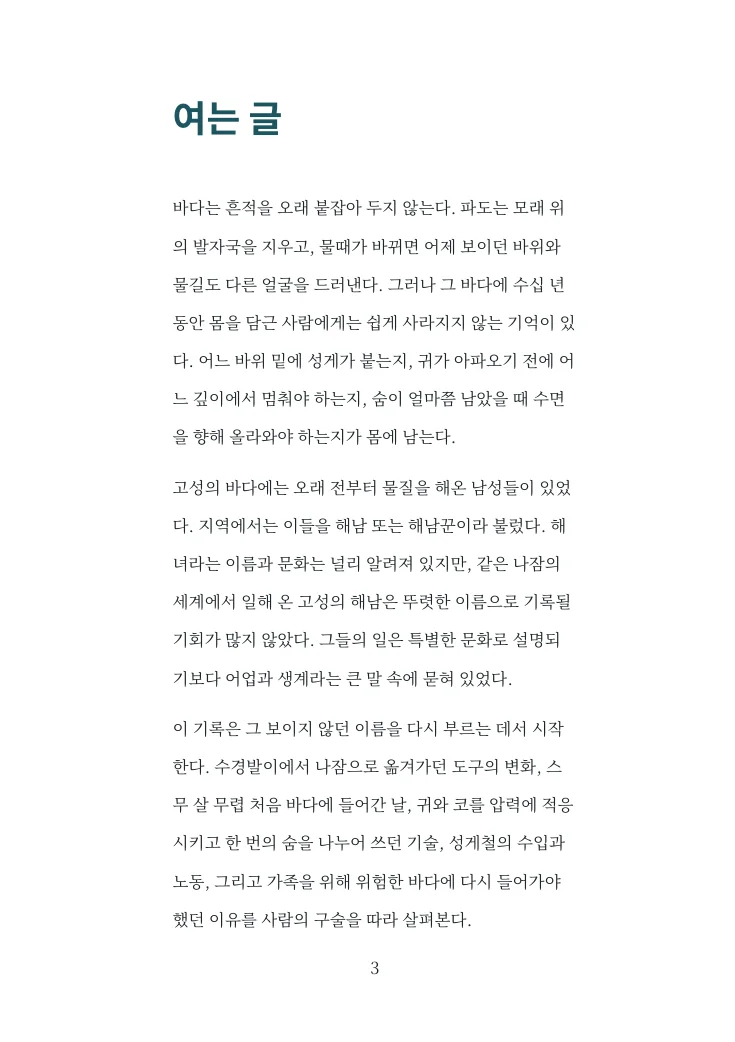 여는 글
바다는 흔적을 오래 붙잡아 두지 않는다. 파도는 모래 위
의 발자국을 지우고, 물때가 바뀌면 어제 보이던 바위와
물길도 다른 얼굴을 드러낸다. 그러나 그 바다에 수십 년
동안 몸을 담근 사람에게는 쉽게 사라지지 않는 기억이 있
다. 어느 바위 밑에 성게가 붙는지, 귀가 아파오기 전에 어
느 깊이에서 멈춰야 하는지, 숨이 얼마쯤 남았을 때 수면
을 향해 올라와야 하는지가 몸에 남는다.
고성의 바다에는 오래 전부터 물질을 해온 남성들이 있었
다. 지역에서는 이들을 해남 또는 해남꾼이라 불렀다. 해
녀라는 이름과 문화는 널리 알려져 있지만, 같은 나잠의
세계에서 일해 온 고성의 해남은 뚜렷한 이름으로 기록될
기회가 많지 않았다. 그들의 일은 특별한 문화로 설명되
기보다 어업과 생계라는 큰 말 속에 묻혀 있었다.
이 기록은 그 보이지 않던 이름을 다시 부르는 데서 시작
한다. 수경발이에서 나잠으로 옮겨가던 도구의 변화, 스
무 살 무렵 처음 바다에 들어간 날, 귀와 코를 압력에 적응
시키고 한 번의 숨을 나누어 쓰던 기술, 성게철의 수입과
노동, 그리고 가족을 위해 위험한 바다에 다시 들어가야
했던 이유를 사람의 구술을 따라 살펴본다.
3